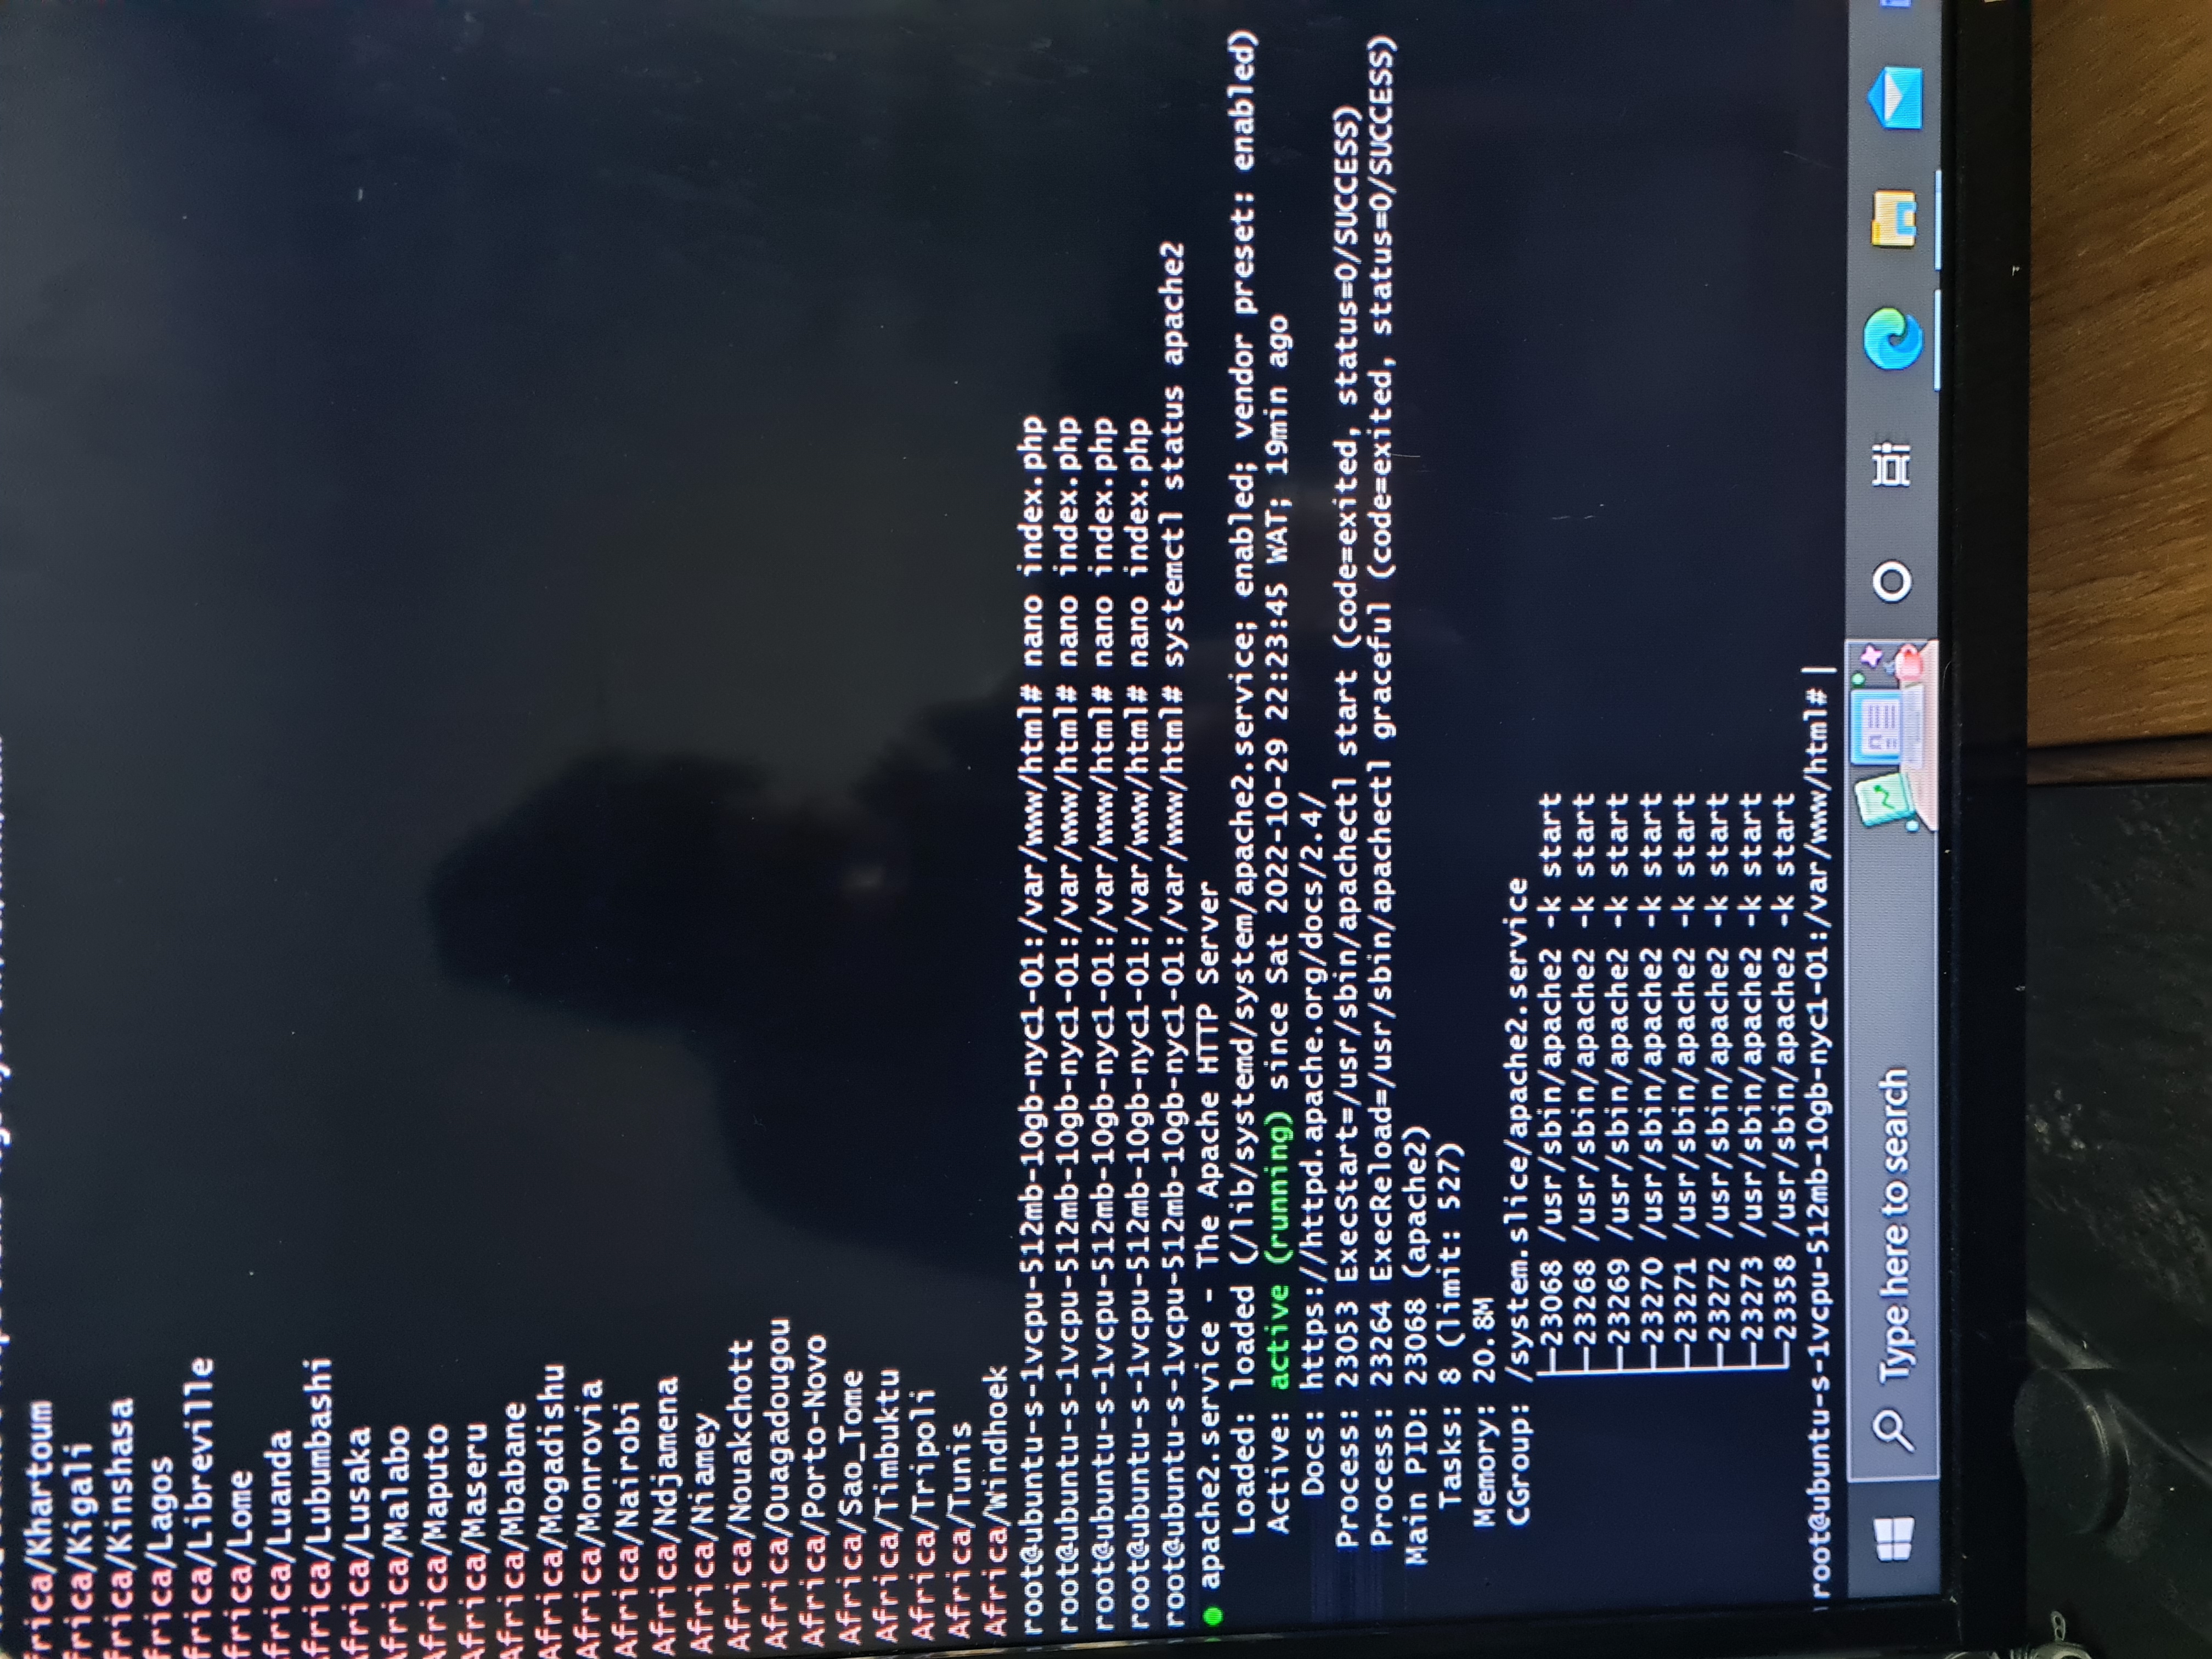 frica/Khartoum
frica/Kigali
frica/Kinshasa
frica/Lagos
frica/Libreville
frica/Lome
frica/Luanda
frica/Lubumbashi
Africa/Lusaka
Africa/Malabo
Africa/Maputo
Africa/Maseru
Africa/Mbabane
Africa/Mogadishu
Africa/Monrovia
Africa/Nairobi
Africa/Ndjamena
Africa/Niamey
Africa/Nouakchott
Africa/Ouagadougou
Africa/Porto-Novo
Africa/Sao_Tome
Africa/Timbuktu
Africa/Tripoli
Africa/Tunis
Africa/Windhoek
root@ubuntu-s-1vcpu-512mb-10gb-nyc1-01:/var/www/html# nano index.php
root@ubuntu-s-1vcpu-512mb-10gb-nyc1-01:/var/www/html# nano index.php
root@ubuntu-s-1vcpu-512mb-10gb-nyc1-01:/var/www/html# nano index.php
root@ubuntu-s-1vcpu-512mb-10gb-nyc1-01:/var/www/html# nano index.php
root@ubuntu-s-1vcpu-512mb-10gb-nyc1-01:/var/www/html# systemctl status apache2
● apache2.service - The Apache HTTP Server
Loaded: loaded (/lib/systemd/system/apache2.service; enabled; vendor preset: enabled)
Active: active (running) since Sat 2022-10-29 22:23:45 WAT; 19min ago
Docs: https://httpd.apache.org/docs/2.4/
Process: 23053 ExecStart=/usr/sbin/apachectl start (code=exited, status=0/SUCCESS)
Process: 23264 ExecReload=/usr/sbin/apachectl graceful (code=exited, status=0/SUCCESS)
Main PID: 23068 (apache2)
Tasks: 8 (limit: 527)
Memory: 20.8M
CGroup: /system.slice/apache2.service
├─23068 /usr/sbin/apache2 -k start
├─23268 /usr/sbin/apache2 -k start
├─23269 /usr/sbin/apache2 -k start
├─23270 /usr/sbin/apache2 -k start
├─23271 /usr/sbin/apache2 -k start
├─23272 /usr/sbin/apache2 -k start
├─23273 /usr/sbin/apache2 -k start
└─23358 /usr/sbin/apache2 -k start
root@ubuntu-s-1vcpu-512mb-10gb-nyc1-01:/var/www/html#
Type here to search